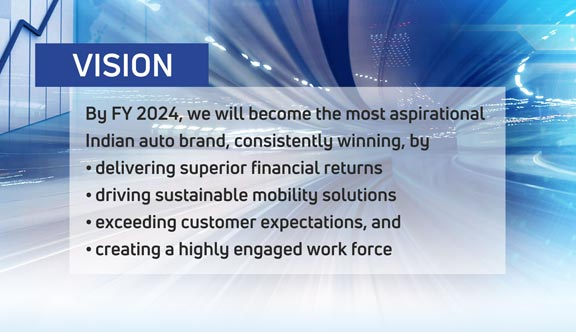 VISION
By FY 2024, we will become the most aspirational
Indian auto brand, consistently winning, by
• delivering superior financial returns
• driving sustainable mobility solutions
• exceeding customer expectations, and
• creating a highly engaged work force